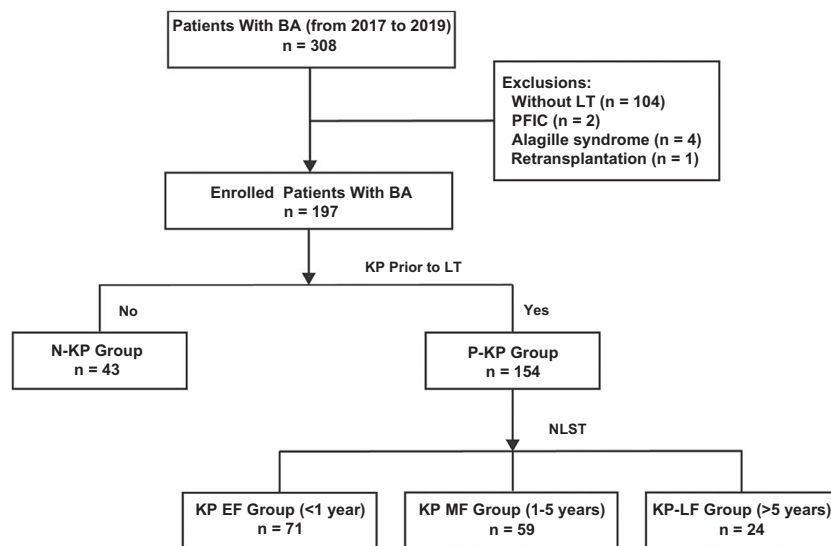 Patients With BA (from 2017 to 2019)
n = 308
Exclusions:
Without LT (n = 104)
PFIC (n = 2)
Alagille syndrome (n = 4)
Retransplantation (n = 1)
Enrolled Patients With BA
n = 197
KP Prior to LT
No
Yes
N-KP Group
n = 43
P-KP Group
n = 154
NLST
KP EF Group (<1 year)
n = 71
KP MF Group (1-5 years)
n = 59
KP-LF Group (>5 years)
n = 24